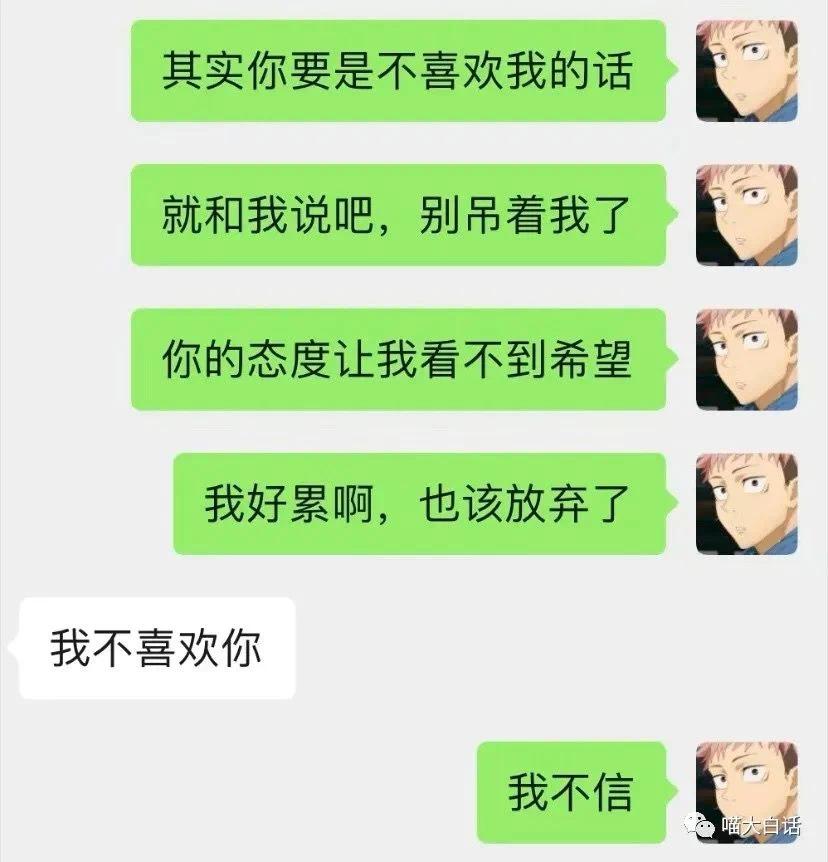 其实你要是不喜欢我的话
就和我说吧，别吊着我了
你的态度让我看不到希望
我好累啊，也该放弃了
我不喜欢你
我不信
喵大白话